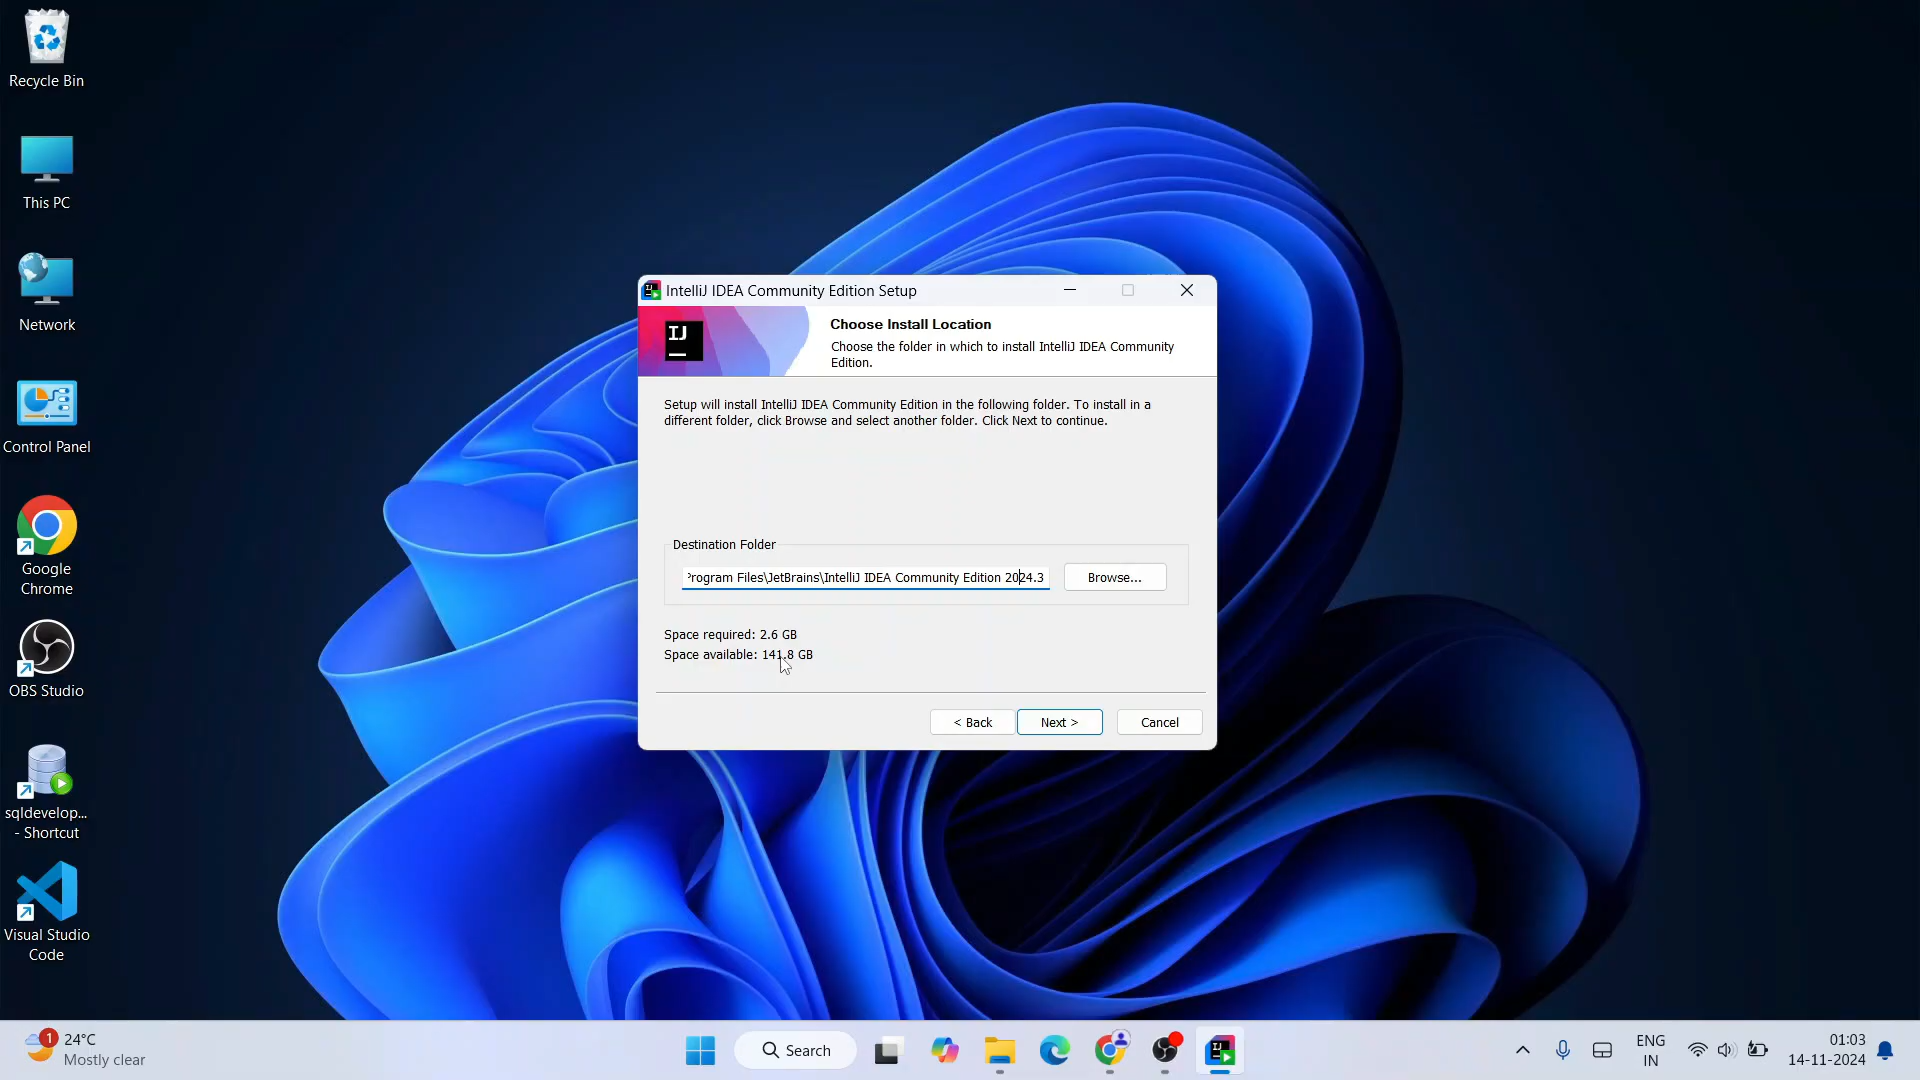 Recycle Bin
This PC
Network
Control Panel
Google
Chrome
OBS Studio
sqldevelop...
- Shortcut
Visual Studio
Code
IntelliJ IDEA Community Edition Setup
IJ
Choose Install Location
Choose the folder in which to install IntelliJ IDEA Community
Edition.
Setup will install IntelliJ IDEA Community Edition in the following folder. To install in a
different folder, click Browse and select another folder. Click Next to continue.
Destination Folder
Program Files\JetBrains\IntelliJ IDEA Community Edition 2024.3
Browse...
Space required: 2.6 GB
Space available: 141.8 GB
< Back
Next >
Cancel
1
24°C
Mostly clear
Search
IJ
ENG
IN
01:03
14-11-2024